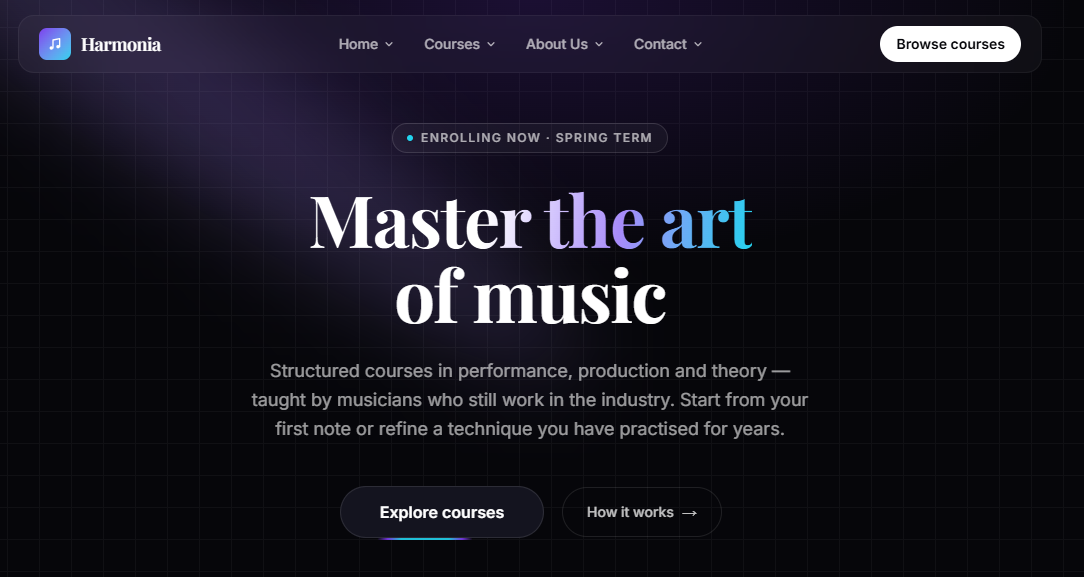 Harmonia
Home
Courses
About Us
Contact
Browse courses
ENROLLING NOW · SPRING TERM
Master the art
of music
Structured courses in performance, production and theory —
taught by musicians who still work in the industry. Start from your
first note or refine a technique you have practised for years.
Explore courses
How it works →